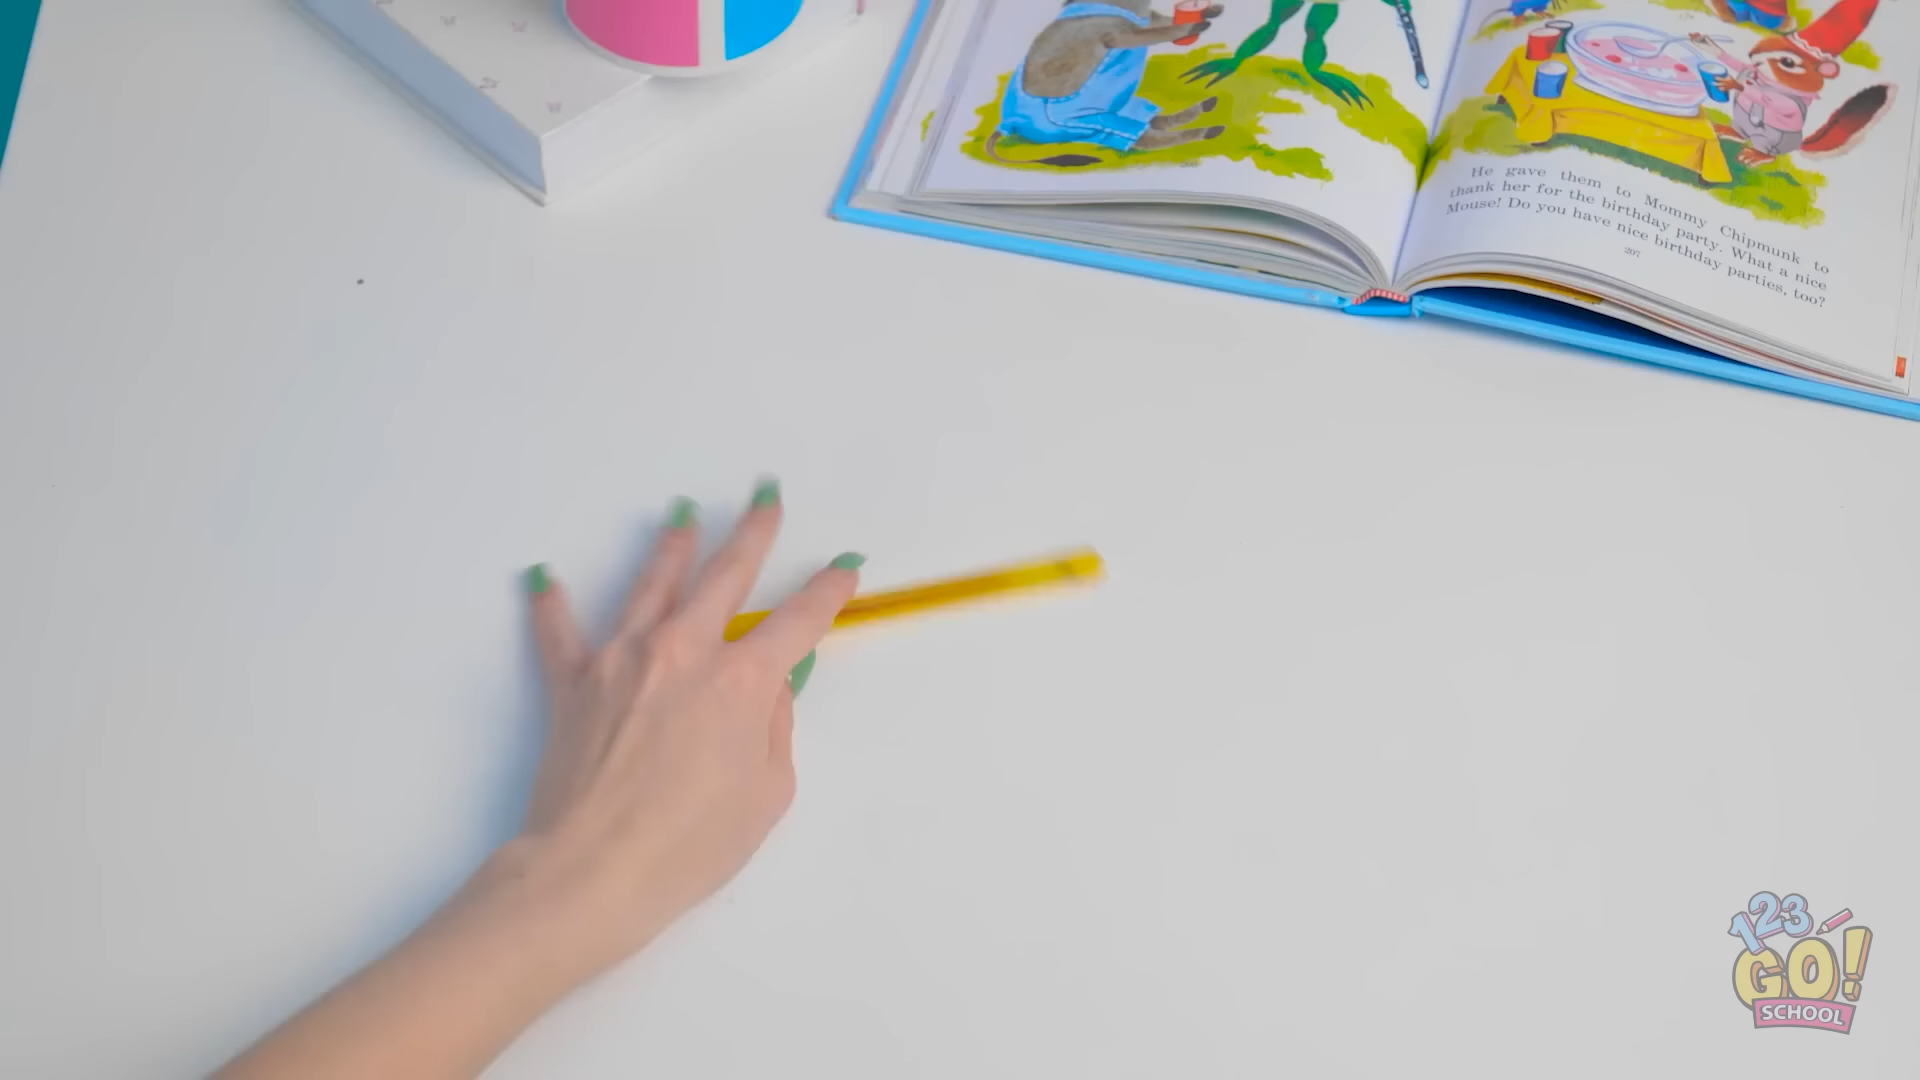 He gave them to Mommy Chipmunk to
thank her for the birthday party. What a nice
Mouse! Do you have nice birthday parties, too?
207
123
GO!
SCHOOL